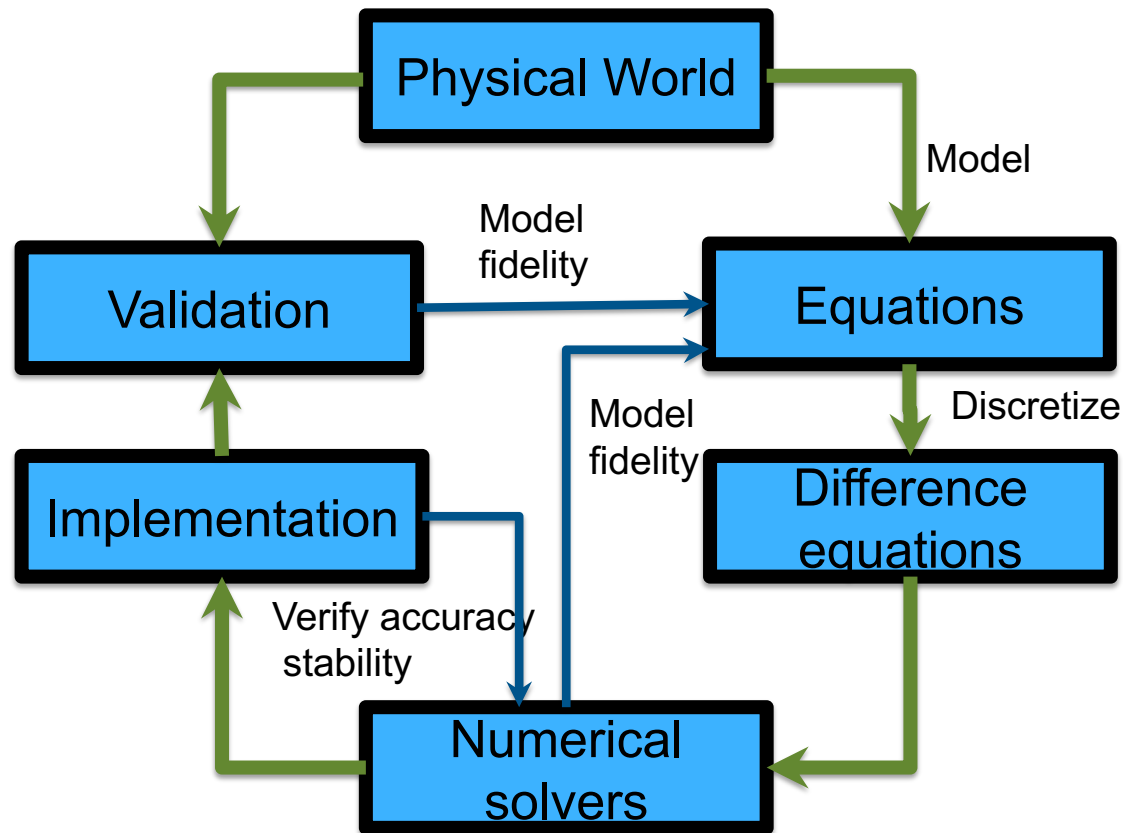 Physical World
Model
Model
fidelity
Validation
Equations
Model
fidelity
Discretize
Implementation
Difference
equations
Verify accuracy
stability
Numerical
solvers